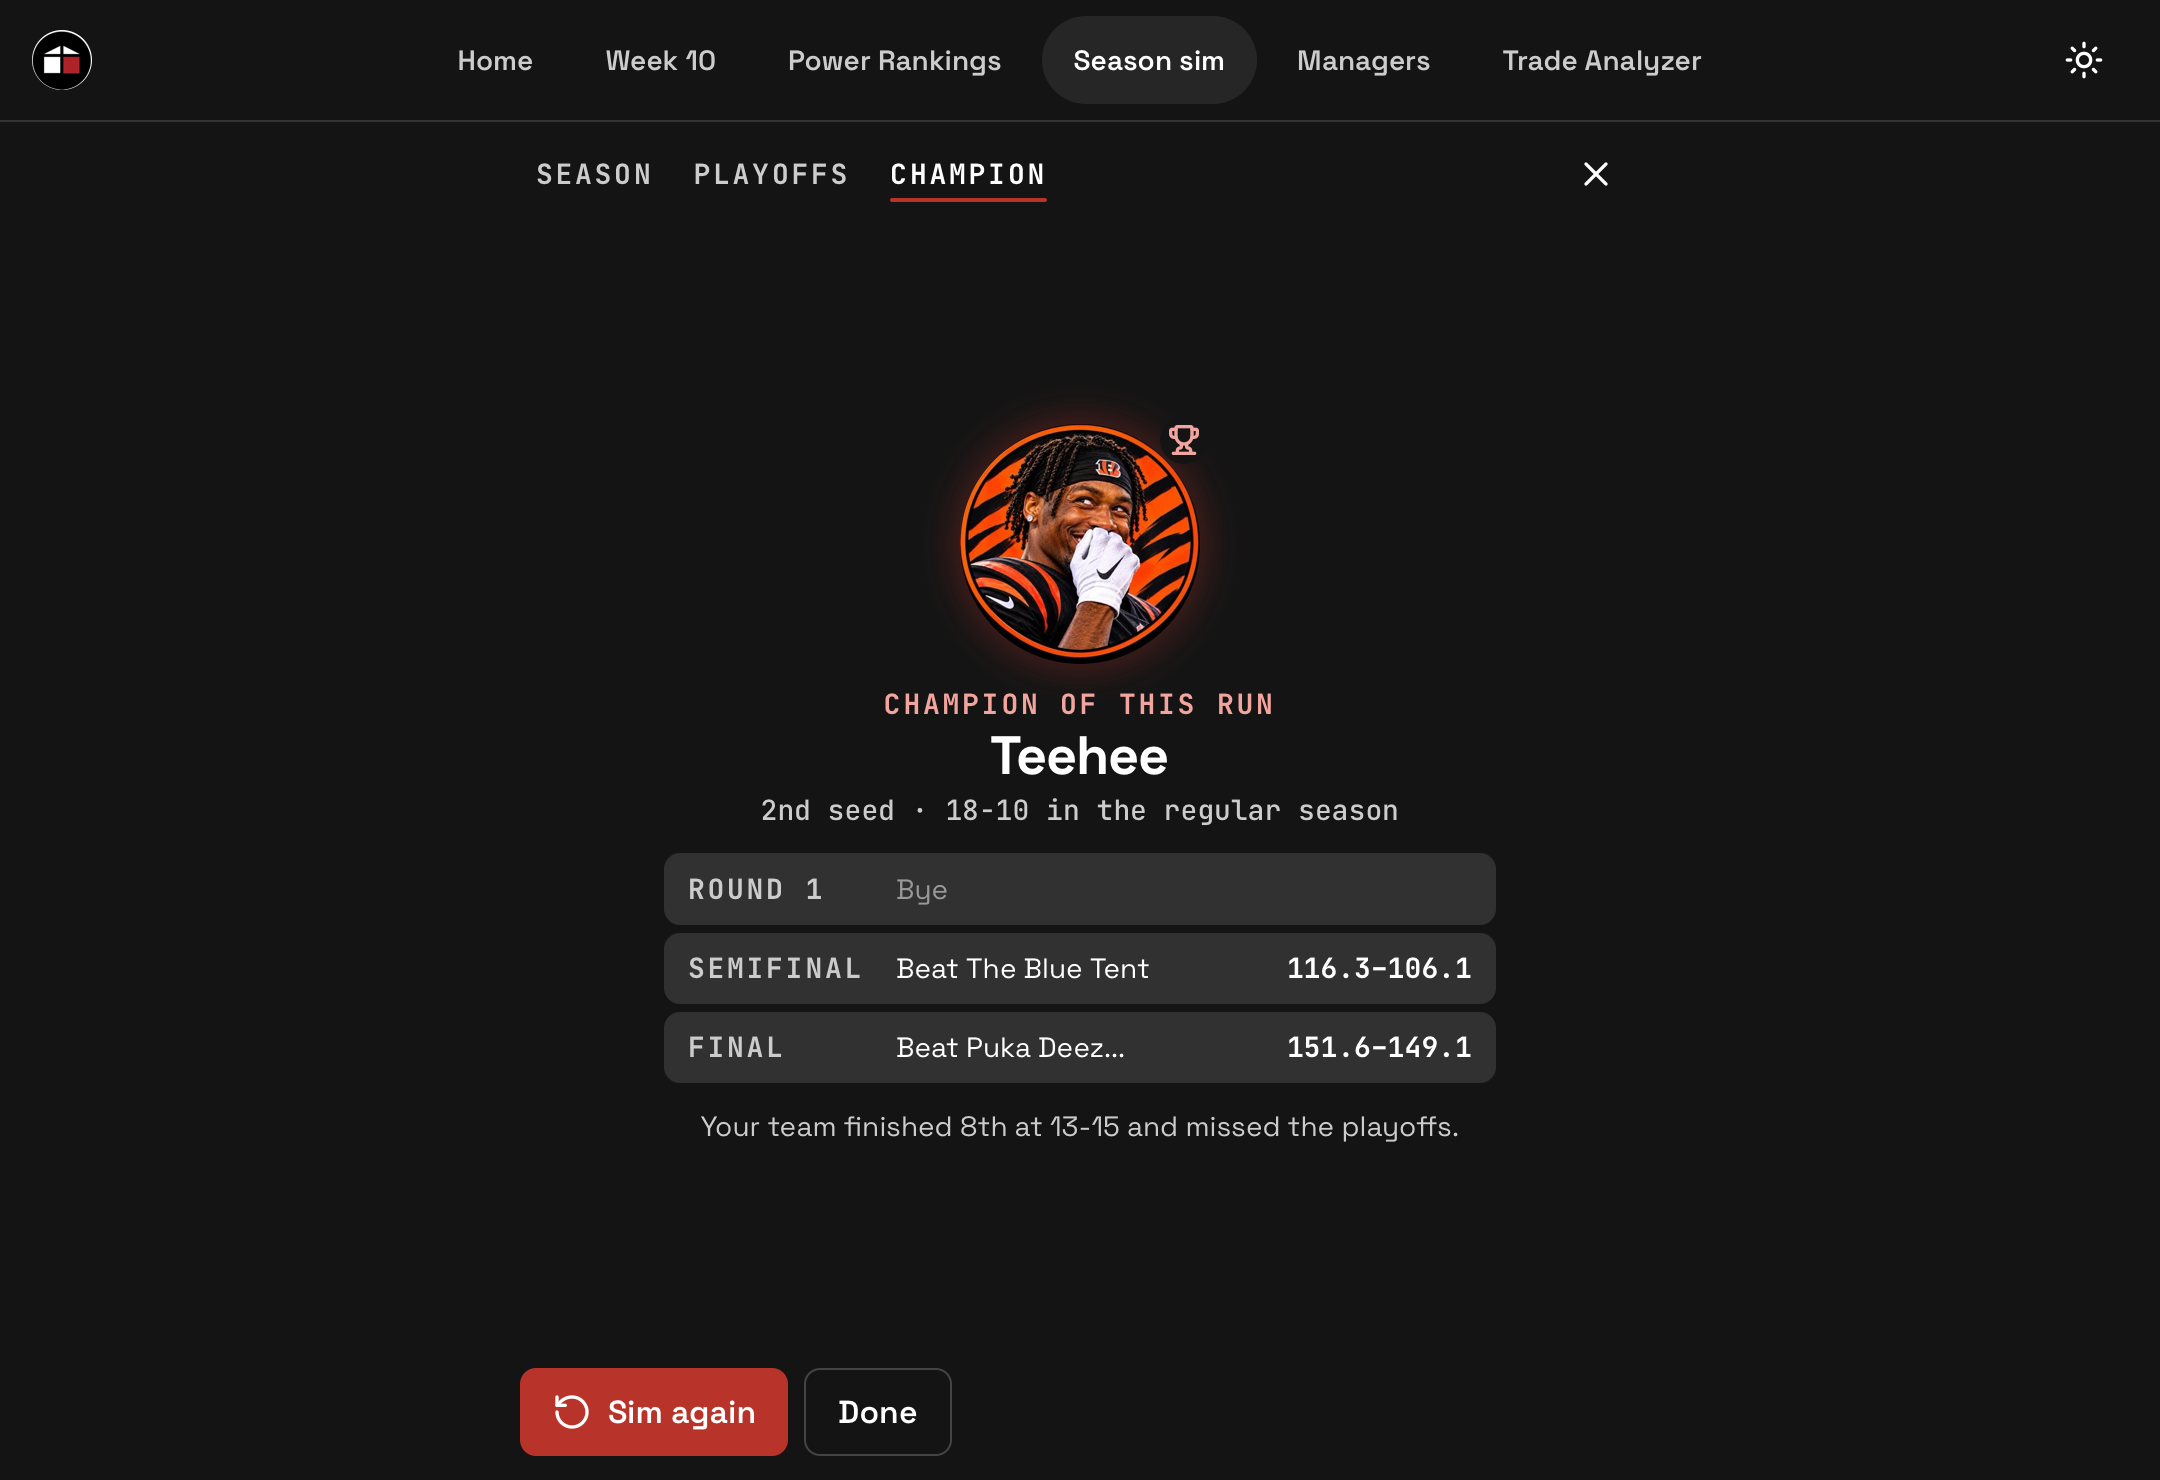 Home Week 10 Power Rankings Season sim Managers Trade Analyzer
SEASON PLAYOFFS CHAMPION
CHAMPION OF THIS RUN
Teehee
2nd seed · 18-10 in the regular season
ROUND 1 Bye
SEMIFINAL Beat The Blue Tent 116.3–106.1
FINAL Beat Puka Deez... 151.6–149.1
Your team finished 8th at 13-15 and missed the playoffs.
Sim again Done